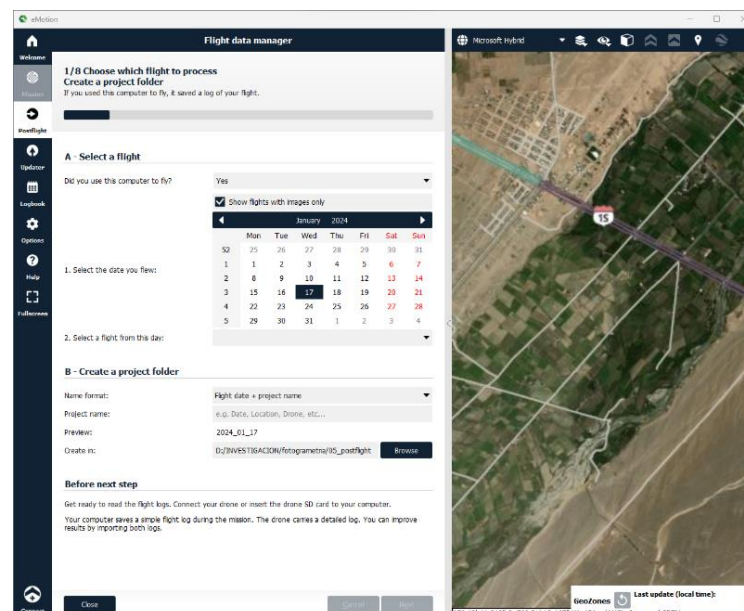 eMotion
Flight data manager
Microsoft Hybrid
Welcome
Mission
Postflight
Updater
Logbook
Options
Help
Fullscreen
1/8 Choose which flight to process
Create a project folder
If you used this computer to fly, it saved a log of your flight.
A - Select a flight
Did you use this computer to fly?
Yes
Show flights with images only
January 2024
Mon Tue Wed Thu Fri Sat Sun
52 25 26 27 28 29 30 31
1 1 2 3 4 5 6 7
2 8 9 10 11 12 13 14
3 15 16 17 18 19 20 21
4 22 23 24 25 26 27 28
5 29 30 31 1 2 3 4
1. Select the date you flew:
2. Select a flight from this day:
B - Create a project folder
Name format:
Flight date + project name
Project name:
e.g. Date, Location, Drone, etc...
Preview:
2024_01_17
Create in:
D:/INVESTIGACION/fotogrametria/05_postflight
Browse
Before next step
Get ready to read the flight logs. Connect your drone or insert the drone SD card to your computer.
Your computer saves a simple flight log during the mission. The drone carries a detailed log. You can improve
results by importing both logs.
Close
Cancel
Next
15
GeoZones
Last update (local time):